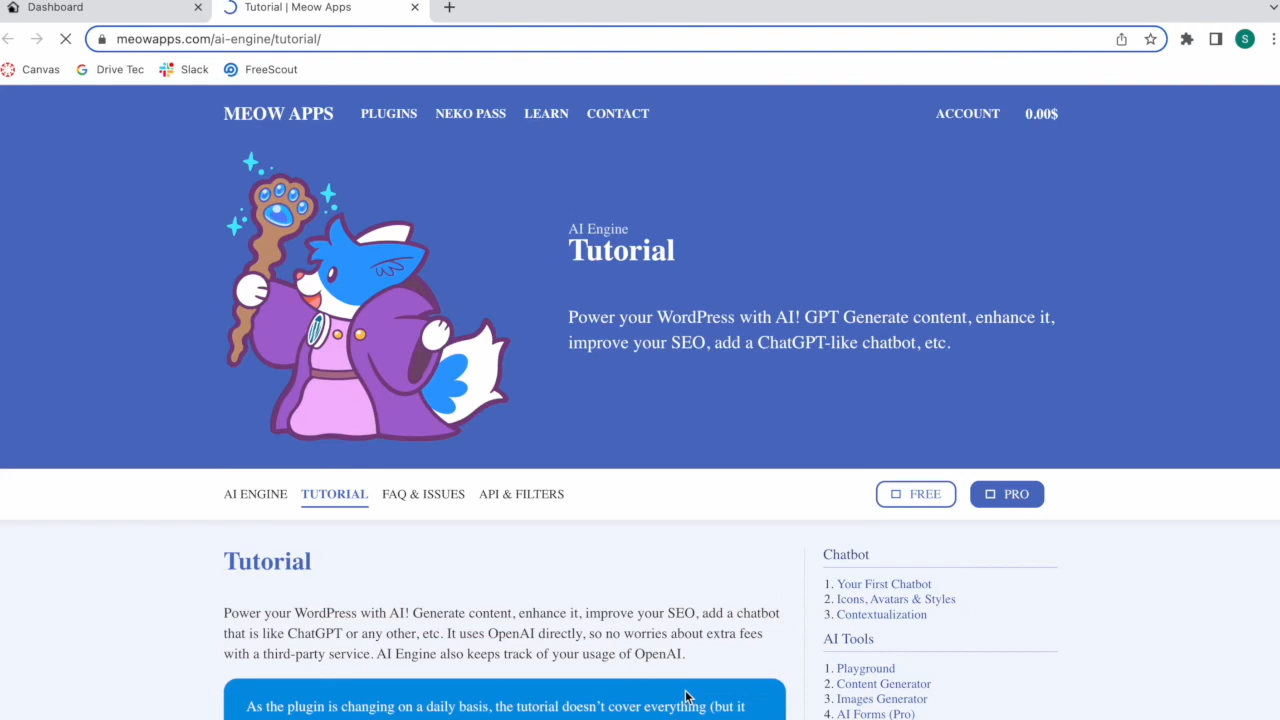 Dashboard
Tutorial | Meow Apps
meowapps.com/ai-engine/tutorial/
S
Canvas
Drive Tec
Slack
FreeScout
MEOW APPS
PLUGINS
NEKO PASS
LEARN
CONTACT
ACCOUNT
0.00$
AI Engine
Tutorial
Power your WordPress with AI! GPT Generate content, enhance it,
improve your SEO, add a ChatGPT-like chatbot, etc.
AI ENGINE
TUTORIAL
FAQ & ISSUES
API & FILTERS
FREE
PRO
Tutorial
Power your WordPress with AI! Generate content, enhance it, improve your SEO, add a chatbot
that is like ChatGPT or any other, etc. It uses OpenAI directly, so no worries about extra fees
with a third-party service. AI Engine also keeps track of your usage of OpenAI.
As the plugin is changing on a daily basis, the tutorial doesn't cover everything (but it
Chatbot
1. Your First Chatbot
2. Icons, Avatars & Styles
3. Contextualization
AI Tools
1. Playground
2. Content Generator
3. Images Generator
4. AI Forms (Pro)